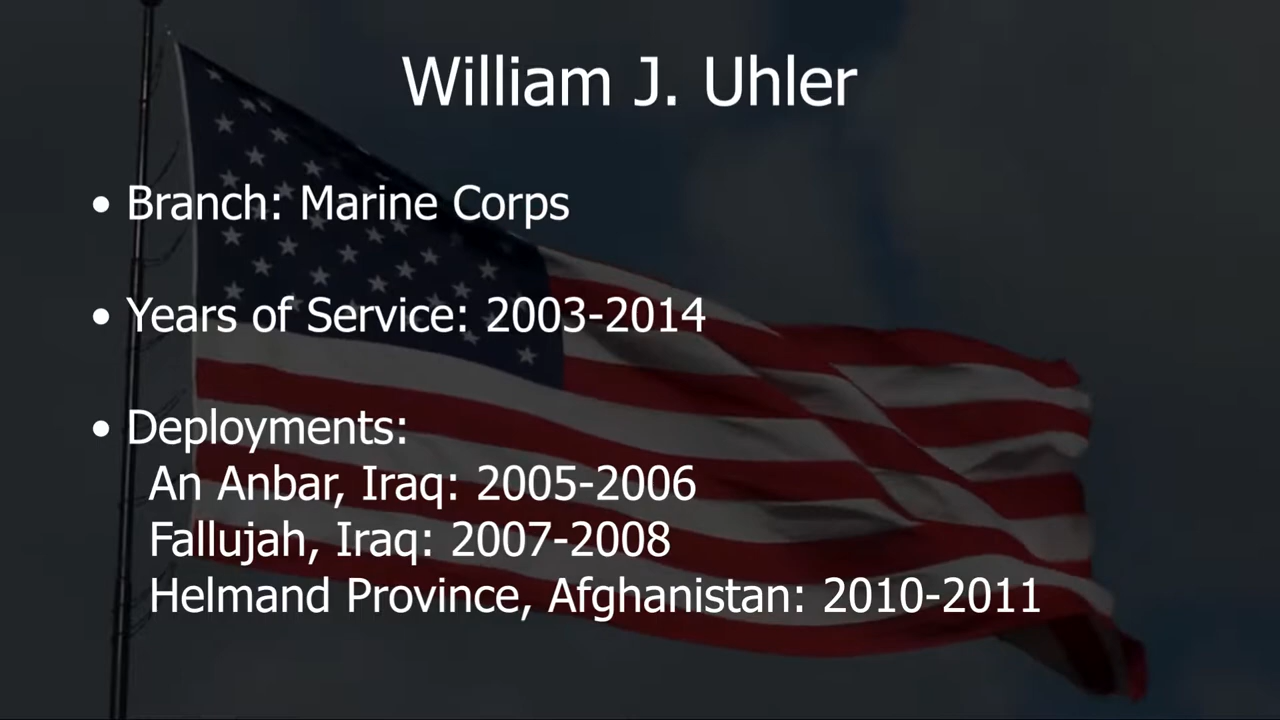 William J. Uhler
• Branch: Marine Corps
• Years of Service: 2003-2014
• Deployments:
An Anbar, Iraq: 2005-2006
Fallujah, Iraq: 2007-2008
Helmand Province, Afghanistan: 2010-2011